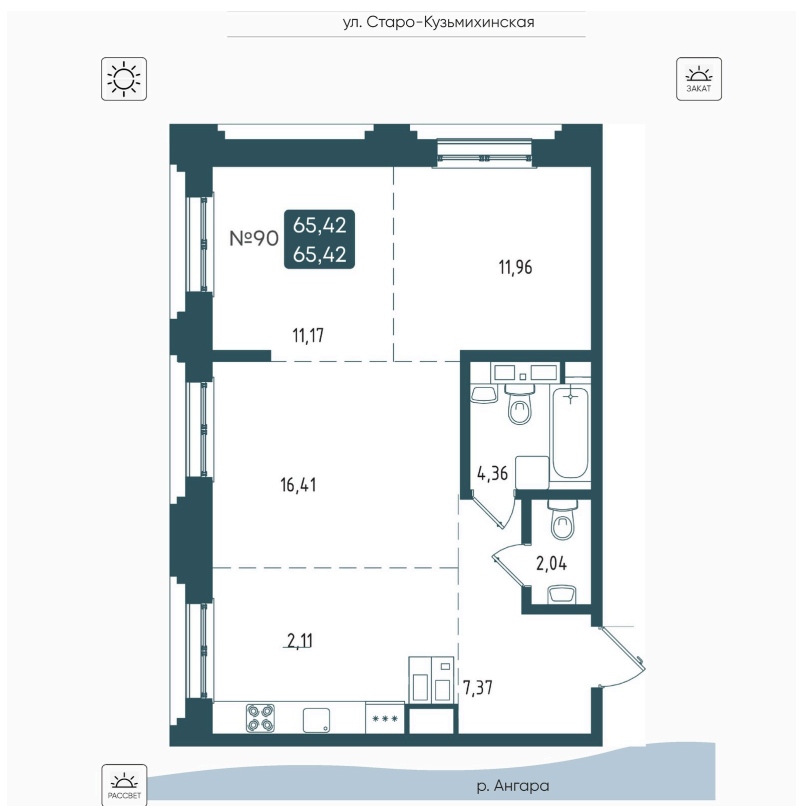 ул. Старо-Кузьмихинская
ЗАКАТ
№90
65,42
65,42
11,96
11,17
16,41
4,36
2,04
2,11
7,37
***
РАССВЕТ
р. Ангара